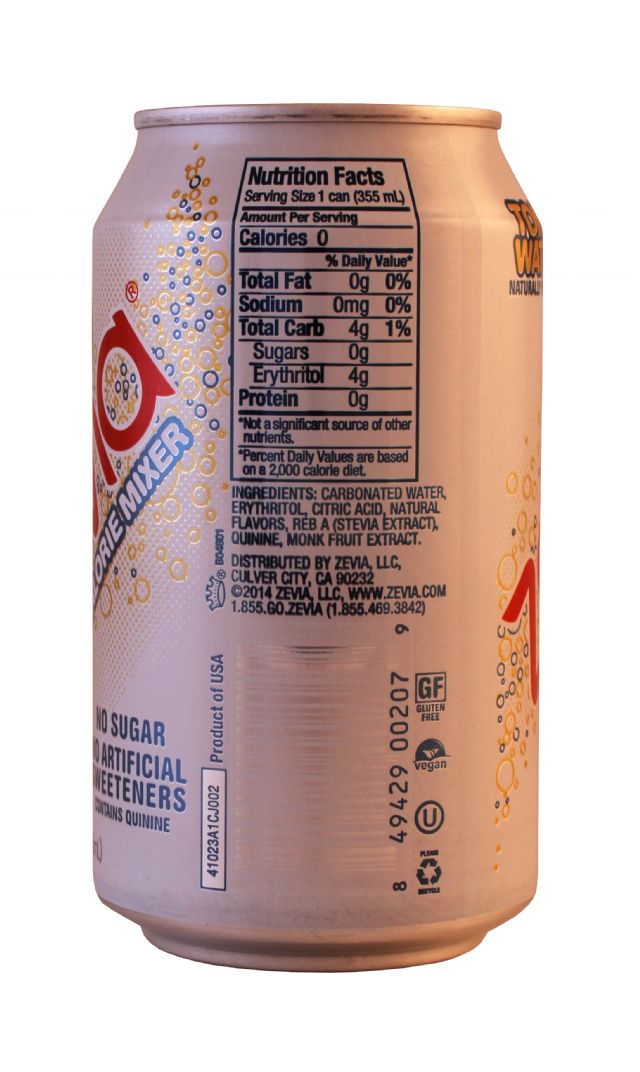 Nutrition Facts
Serving Size 1 can (355 mL)
Amount Per Serving
Calories 0
% Daily Value*
Total Fat 0g 0%
Sodium 0mg 0%
Total Carb 4g 1%
Sugars 0g
Erythritol 4g
Protein 0g
*Not a significant source of other
nutrients.
*Percent Daily Values are based
on a 2,000 calorie diet.
INGREDIENTS: CARBONATED WATER,
ERYTHRITOL, CITRIC ACID, NATURAL
FLAVORS, REB A (STEVIA EXTRACT),
QUININE, MONK FRUIT EXTRACT.
DISTRIBUTED BY ZEVIA, LLC,
CULVER CITY, CA 90232
©2014 ZEVIA, LLC, WWW.ZEVIA.COM
1.855.GO.ZEVIA (1.855.469.3842)
B04801
Product of USA
41023A1CJ002
8 49429 00207 9
GF
GLUTEN
FREE
vegan
U
PLEASE
RECYCLE
®
MIXER
NO SUGAR
ARTIFICIAL
SWEETENERS
CONTAINS QUININE
NATURALLY